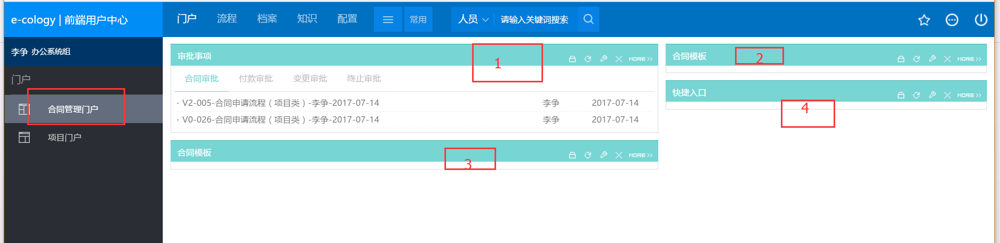 e-cology | 前端用户中心
门户 流程 档案 知识 配置 常用 人员 请输入关键词搜索
李争 办公系统组
门户
合同管理门户
项目门户
审批事项 1 MORE
合同审批 付款审批 变更审批 终止审批
V2-005-合同申请流程（项目类）-李争-2017-07-14 李争 2017-07-14
V0-026-合同申请流程（项目类）-李争-2017-07-14 李争 2017-07-14
合同模板 3 MORE
合同模板 2 MORE
快捷入口 MORE
4